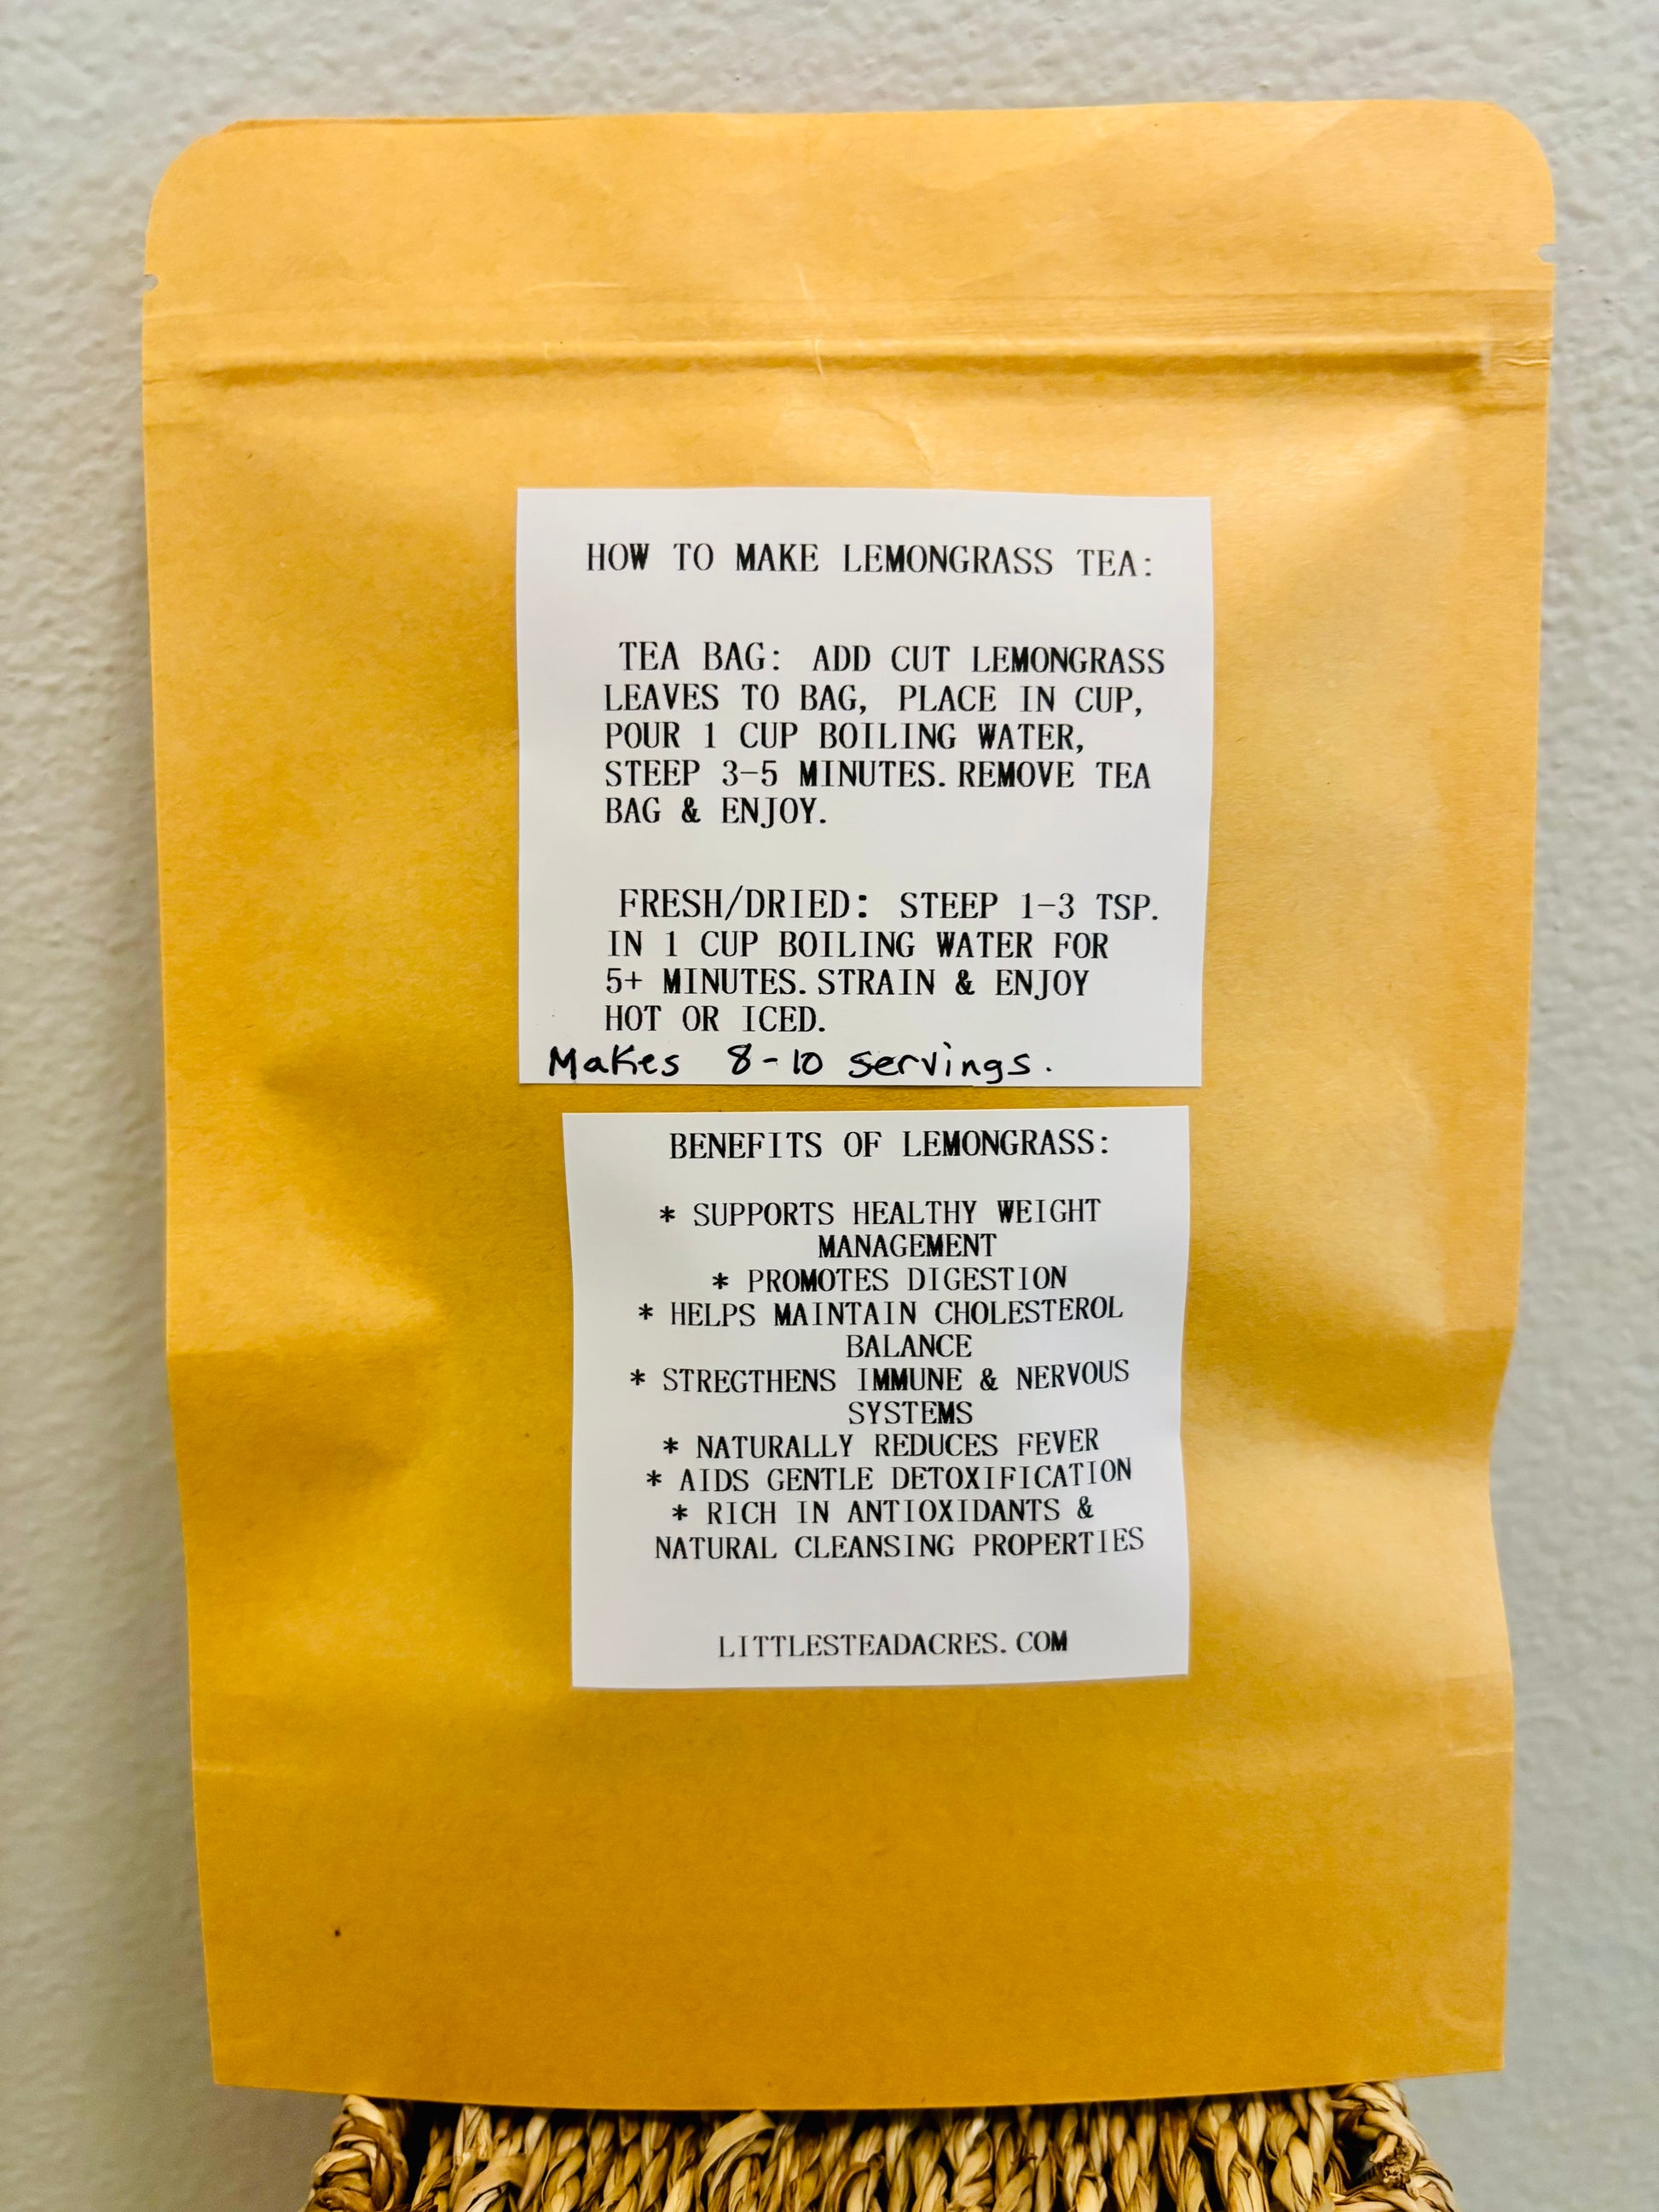 HOW TO MAKE LEMONGRASS TEA:
TEA BAG: ADD CUT LEMONGRASS
LEAVES TO BAG, PLACE IN CUP,
POUR 1 CUP BOILING WATER,
STEEP 3-5 MINUTES. REMOVE TEA
BAG & ENJOY.
FRESH/DRIED: STEEP 1-3 TSP.
IN 1 CUP BOILING WATER FOR
5+ MINUTES. STRAIN & ENJOY
HOT OR ICED.
Makes 8-10 servings.
BENEFITS OF LEMONGRASS:
* SUPPORTS HEALTHY WEIGHT
MANAGEMENT
* PROMOTES DIGESTION
* HELPS MAINTAIN CHOLESTEROL
BALANCE
* STREGTHENS IMMUNE & NERVOUS
SYSTEMS
* NATURALLY REDUCES FEVER
* AIDS GENTLE DETOXIFICATION
* RICH IN ANTIOXIDANTS &
NATURAL CLEANSING PROPERTIES
LITTLESTEADACRES.COM